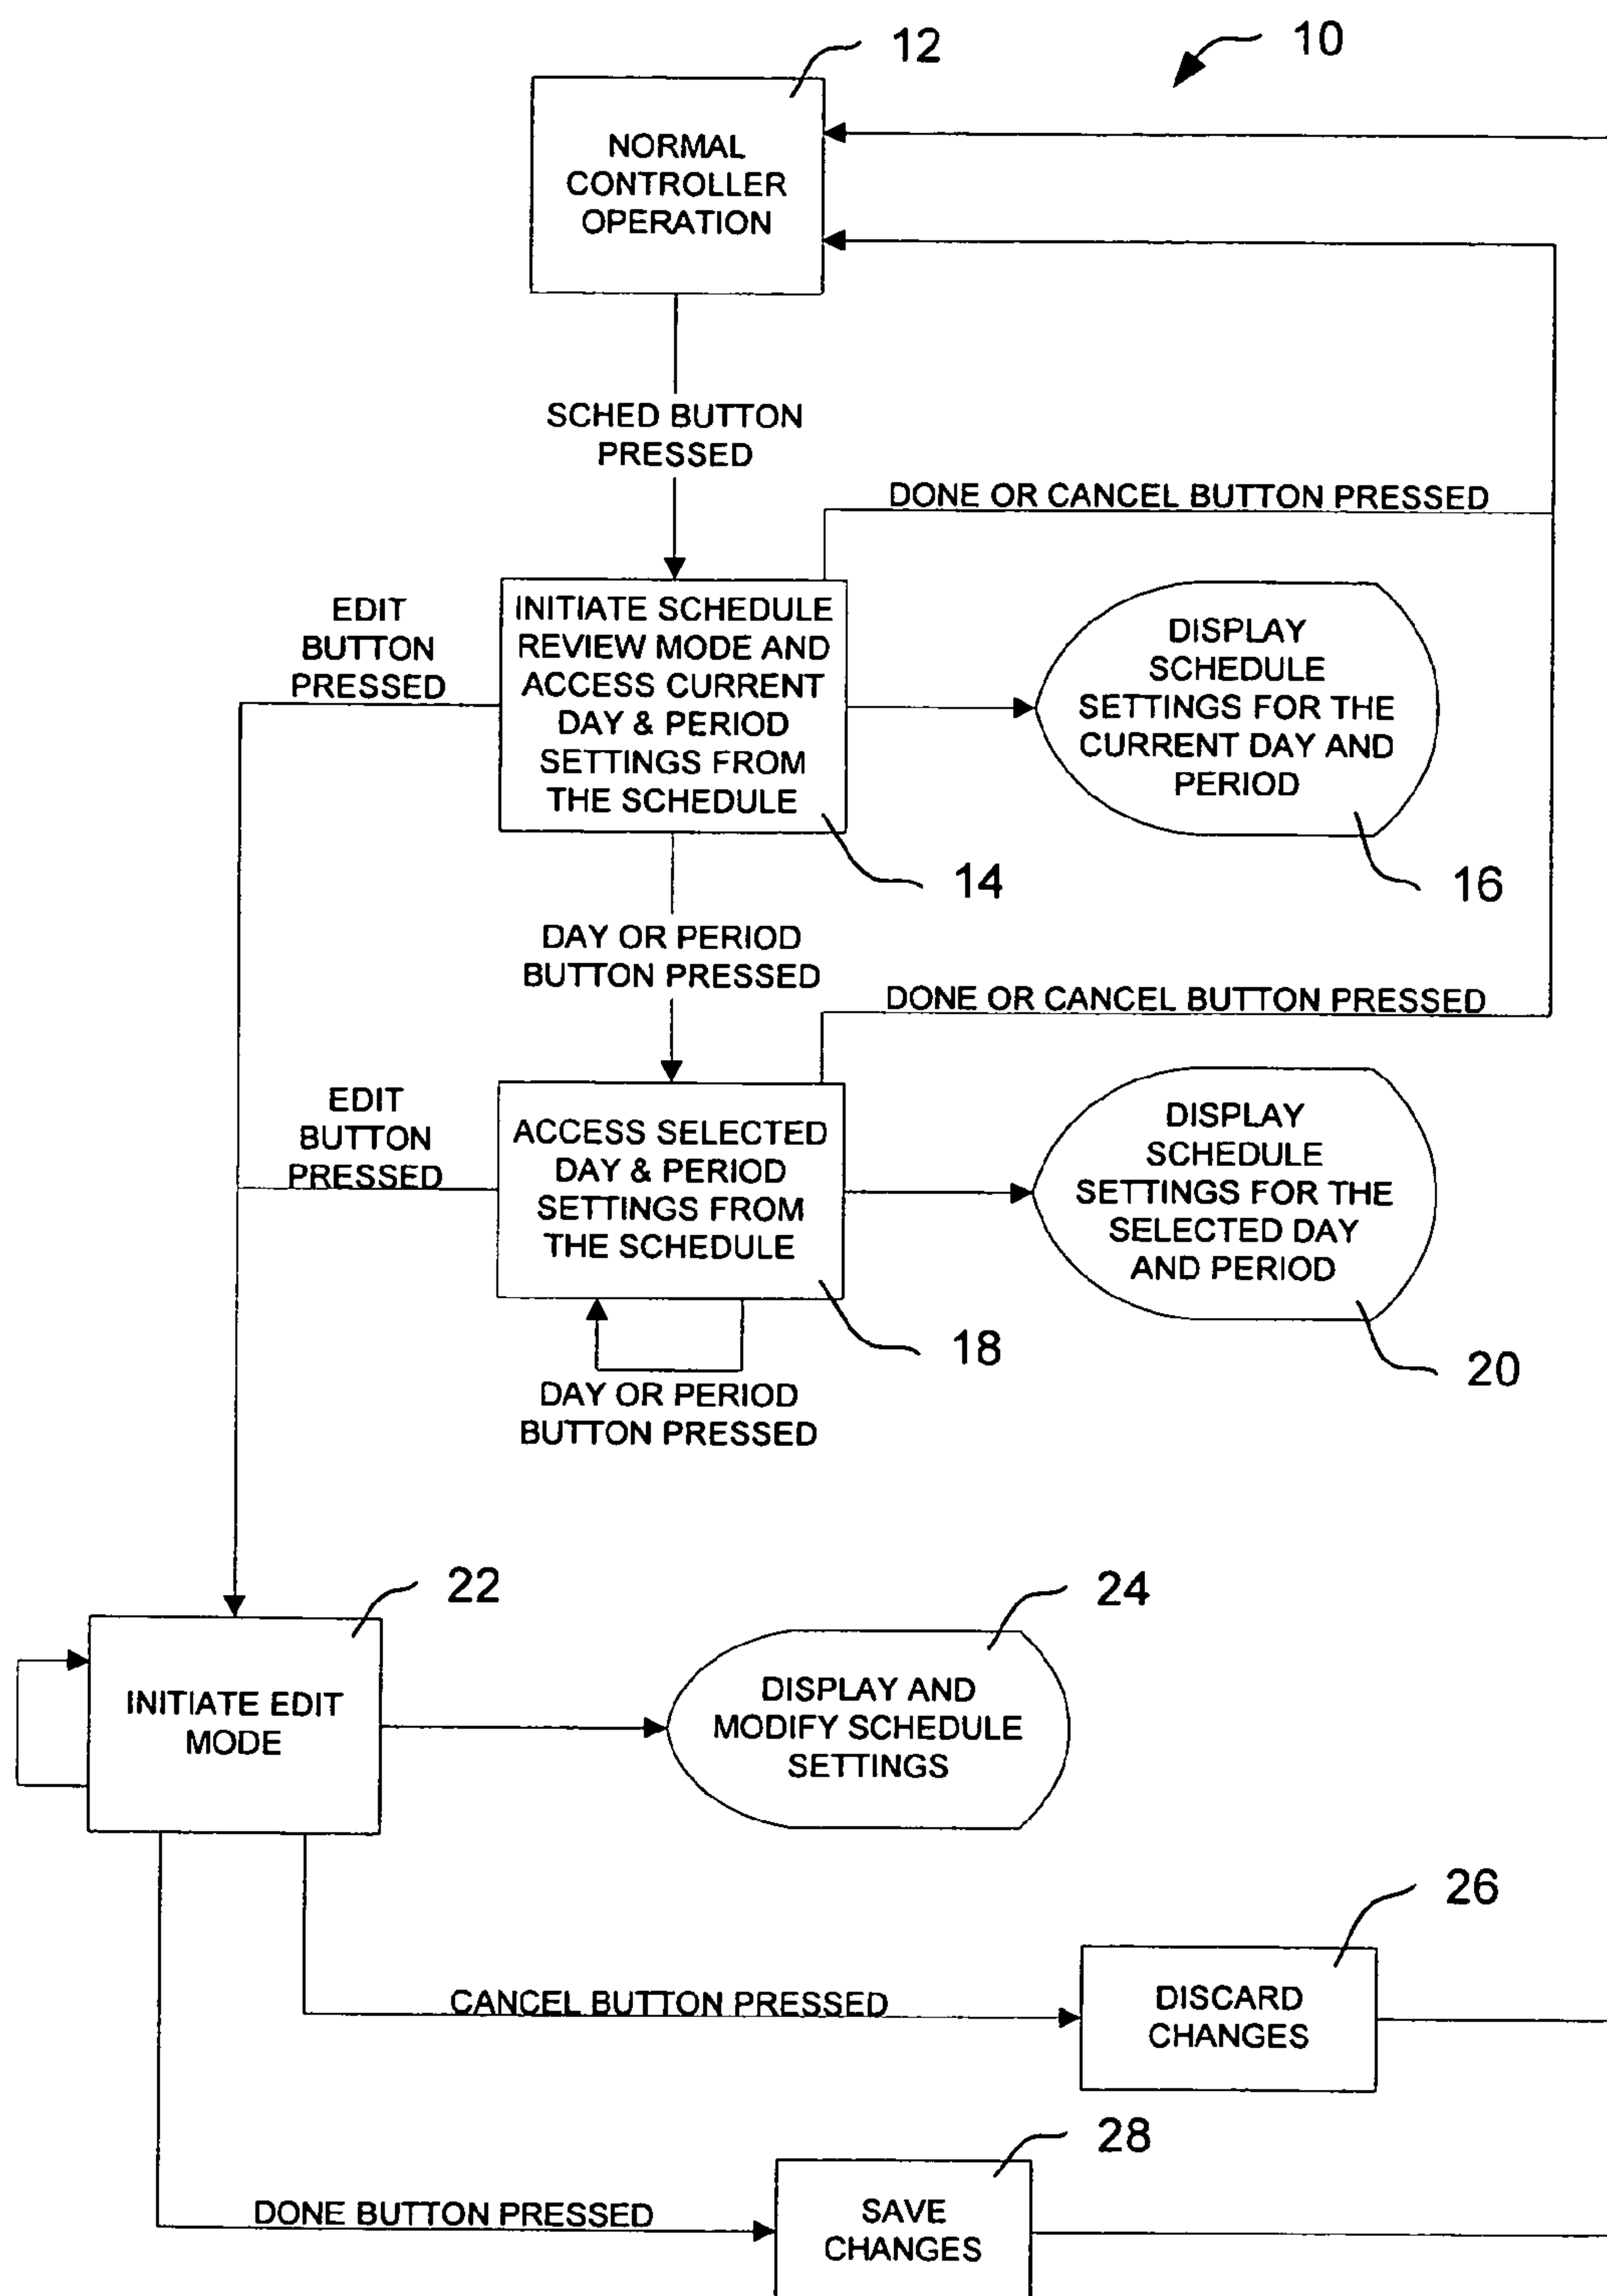 12
10
NORMAL
CONTROLLER
OPERATION
SCHED BUTTON
PRESSED
DONE OR CANCEL BUTTON PRESSED
EDIT
BUTTON
PRESSED
INITIATE SCHEDULE
REVIEW MODE AND
ACCESS CURRENT
DAY & PERIOD
SETTINGS FROM
THE SCHEDULE
DISPLAY
SCHEDULE
SETTINGS FOR THE
CURRENT DAY AND
PERIOD
14
16
DAY OR PERIOD
BUTTON PRESSED
DONE OR CANCEL BUTTON PRESSED
EDIT
BUTTON
PRESSED
ACCESS SELECTED
DAY & PERIOD
SETTINGS FROM
THE SCHEDULE
DISPLAY
SCHEDULE
SETTINGS FOR THE
SELECTED DAY
AND PERIOD
18
20
DAY OR PERIOD
BUTTON PRESSED
22
24
INITIATE EDIT
MODE
DISPLAY AND
MODIFY SCHEDULE
SETTINGS
26
CANCEL BUTTON PRESSED
DISCARD
CHANGES
28
DONE BUTTON PRESSED
SAVE
CHANGES